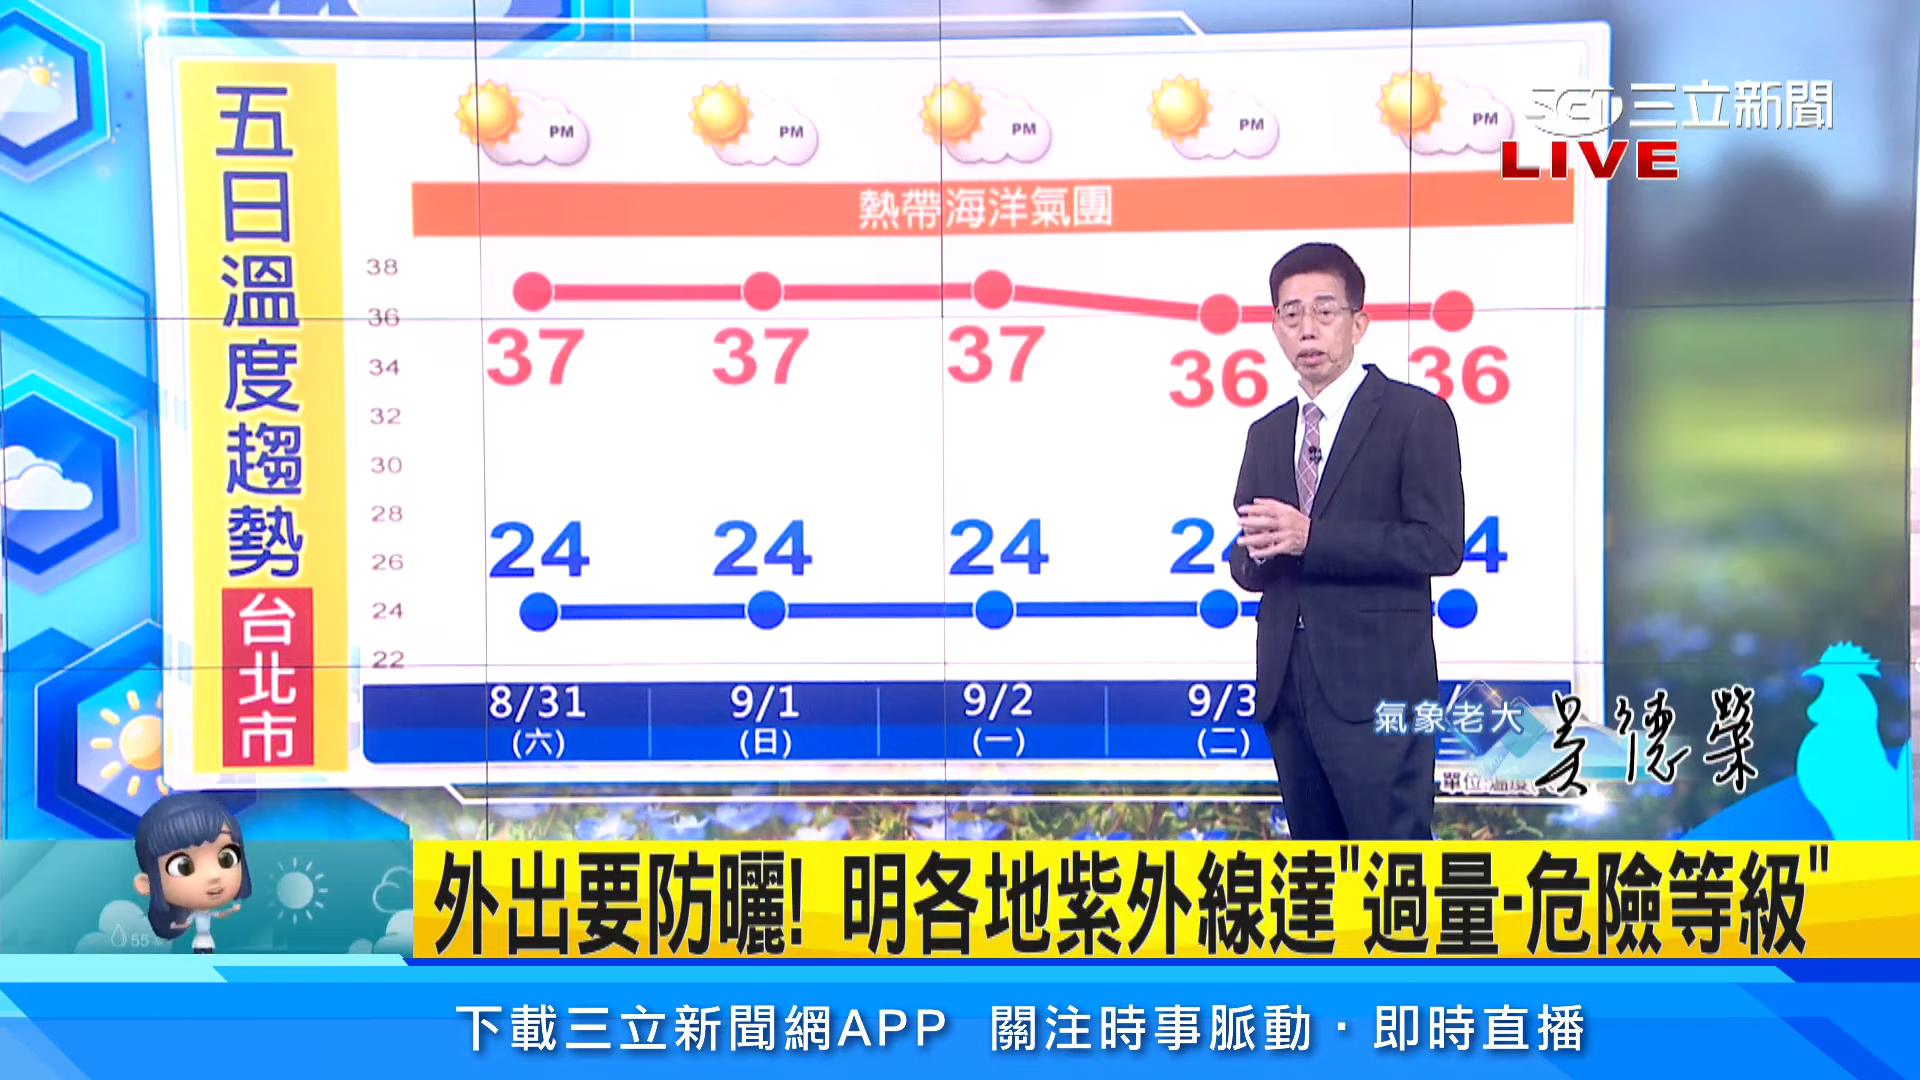 五日溫度趨勢
台北市
PM PM PM PM PM
SET三立新聞
LIVE
熱帶海洋氣團
38
36
34
32
30
28
26
24
22
37 37 37 36 36
24 24 24
8/31 9/1 9/2 9/3
(六) (日) (一) (二)
氣象老大 吳德榮
單位:溫度
55
外出要防曬! 明各地紫外線達"過量-危險等級"
下載三立新聞網APP 關注時事脈動·即時直播